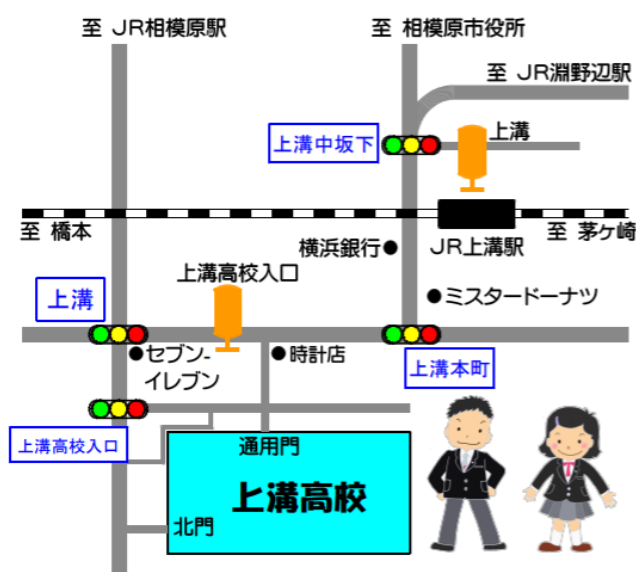 至 JR相模原駅
至 相模原市役所
至 JR淵野辺駅
上溝
上溝中坂下
至 橋本
横浜銀行●
JR上溝駅
至 茅ヶ崎
上溝高校入口
上溝
●ミスタードーナツ
●セブン-
イレブン
●時計店
上溝本町
上溝高校入口
通用門
上溝高校
北門